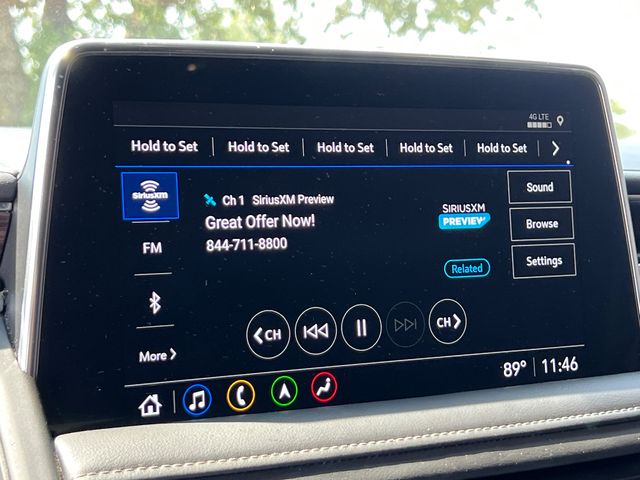 4G LTE
Hold to Set Hold to Set Hold to Set Hold to Set Hold to Set
SiriusXM
Ch 1 SiriusXM Preview
Great Offer Now!
844-711-8800
SIRIUSXM
PREVIEW
Related
Sound
Browse
Settings
FM
More
CH CH
89° 11:46